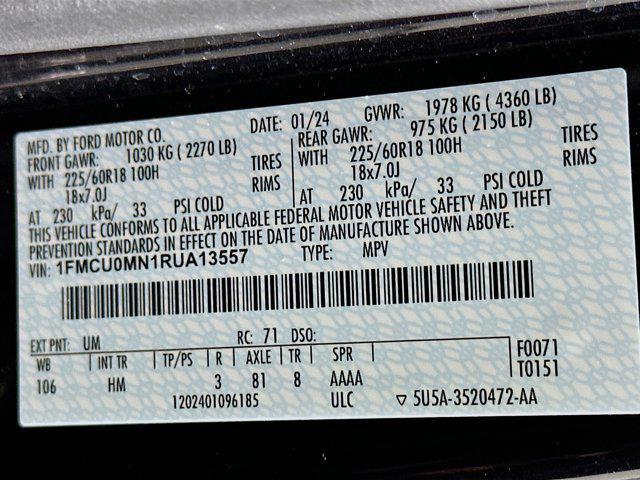 MFD. BY FORD MOTOR CO. DATE: 01/24 GVWR: 1978 KG ( 4360 LB)
FRONT GAWR: 1030 KG ( 2270 LB) REAR GAWR: 975 KG ( 2150 LB)
WITH 225/60R18 100H TIRES WITH 225/60R18 100H TIRES
18x7.0J RIMS 18x7.0J RIMS
AT 230 kPa/ 33 PSI COLD AT 230 kPa/ 33 PSI COLD
THIS VEHICLE CONFORMS TO ALL APPLICABLE FEDERAL MOTOR VEHICLE SAFETY AND THEFT
PREVENTION STANDARDS IN EFFECT ON THE DATE OF MANUFACTURE SHOWN ABOVE.
VIN: 1FMCU0MN1RUA13557 TYPE: MPV
EXT PNT: UM RC: 71 DSO:
WB INT TR TP/PS R AXLE TR SPR F0071
106 HM 3 81 8 AAAA T0151
1202401096185 ULC ▽ 5U5A-3520472-AA